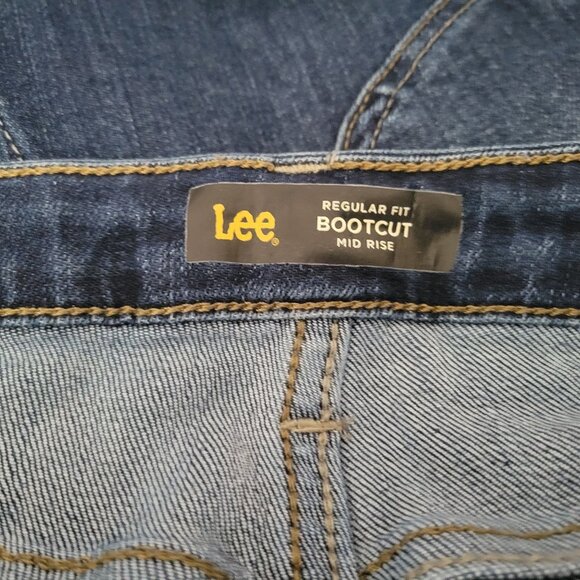 Lee®
REGULAR FIT
BOOTCUT
MID RISE